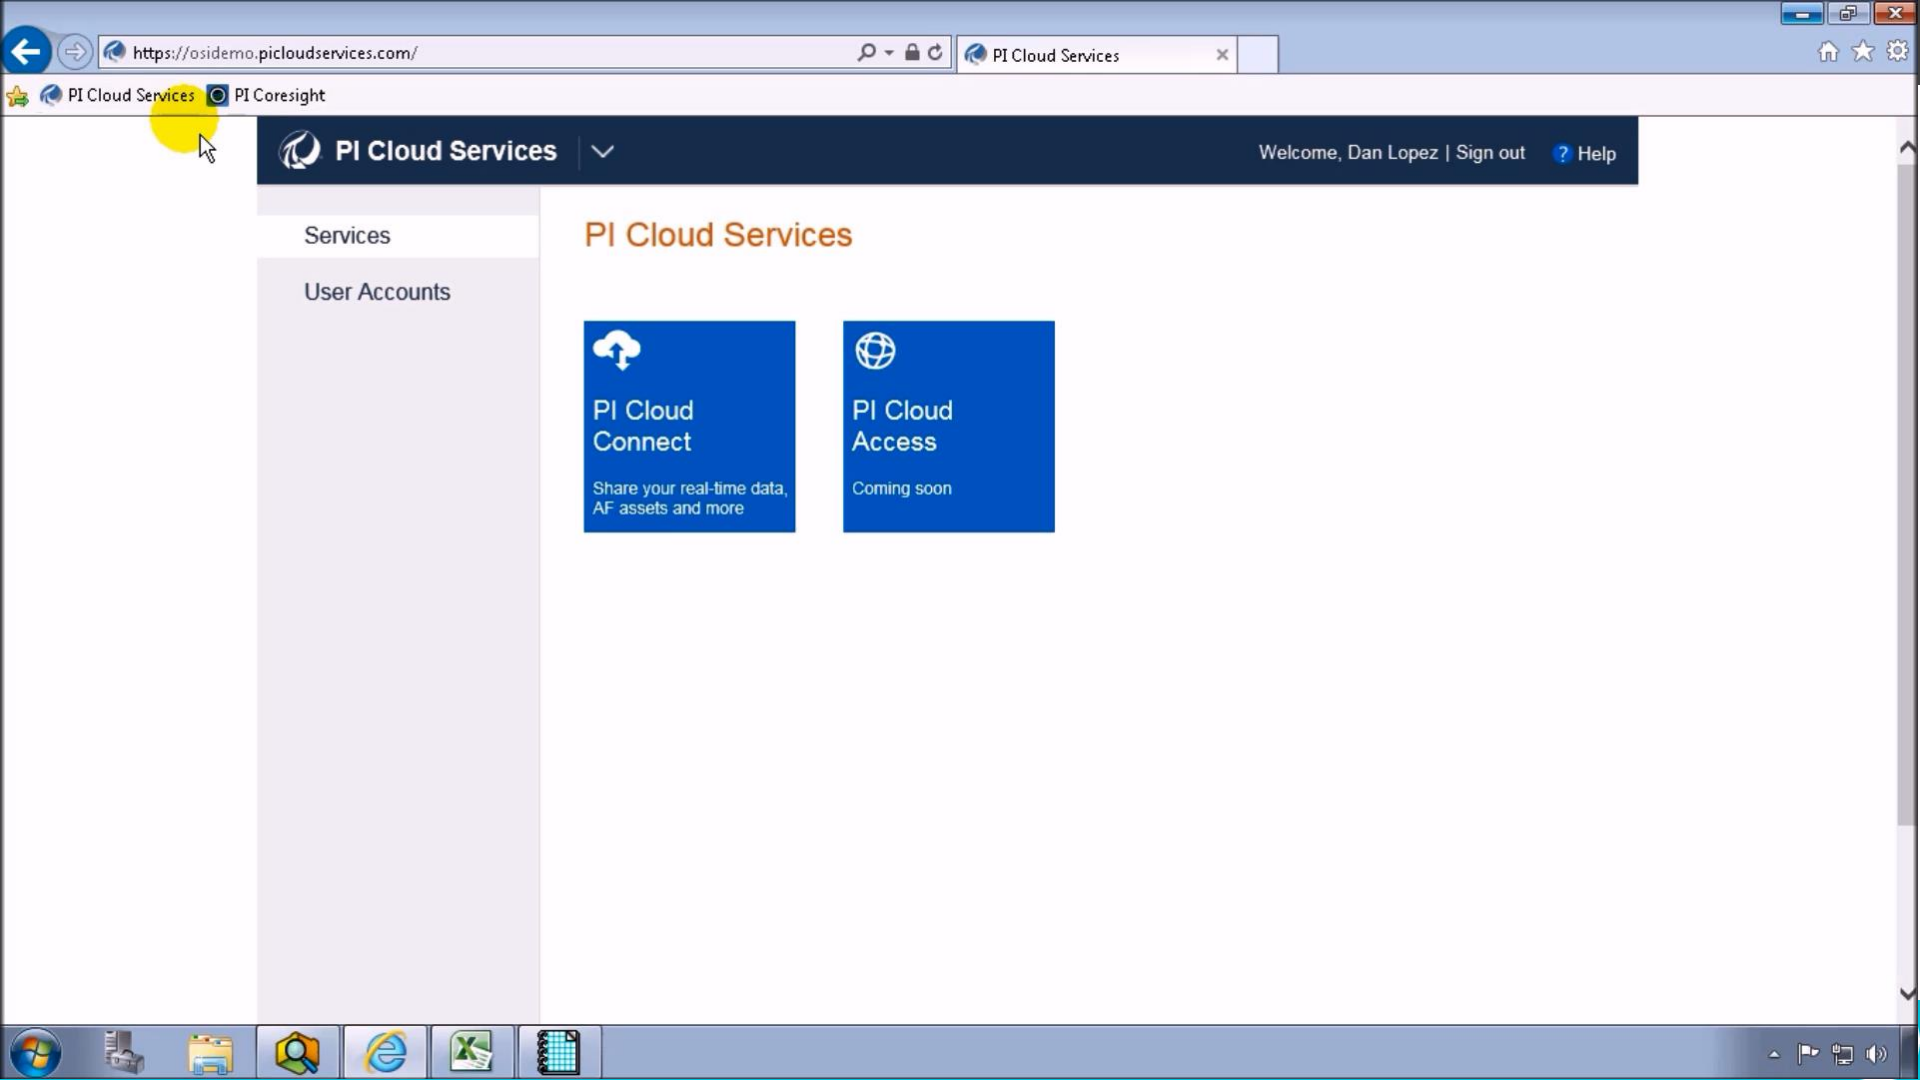 https://osidemo.picloudservices.com/
PI Cloud Services
PI Cloud Services
PI Coresight
PI Cloud Services
Welcome, Dan Lopez | Sign out
? Help
Services
User Accounts
PI Cloud Services
PI Cloud
Connect
Share your real-time data,
AF assets and more
PI Cloud
Access
Coming soon